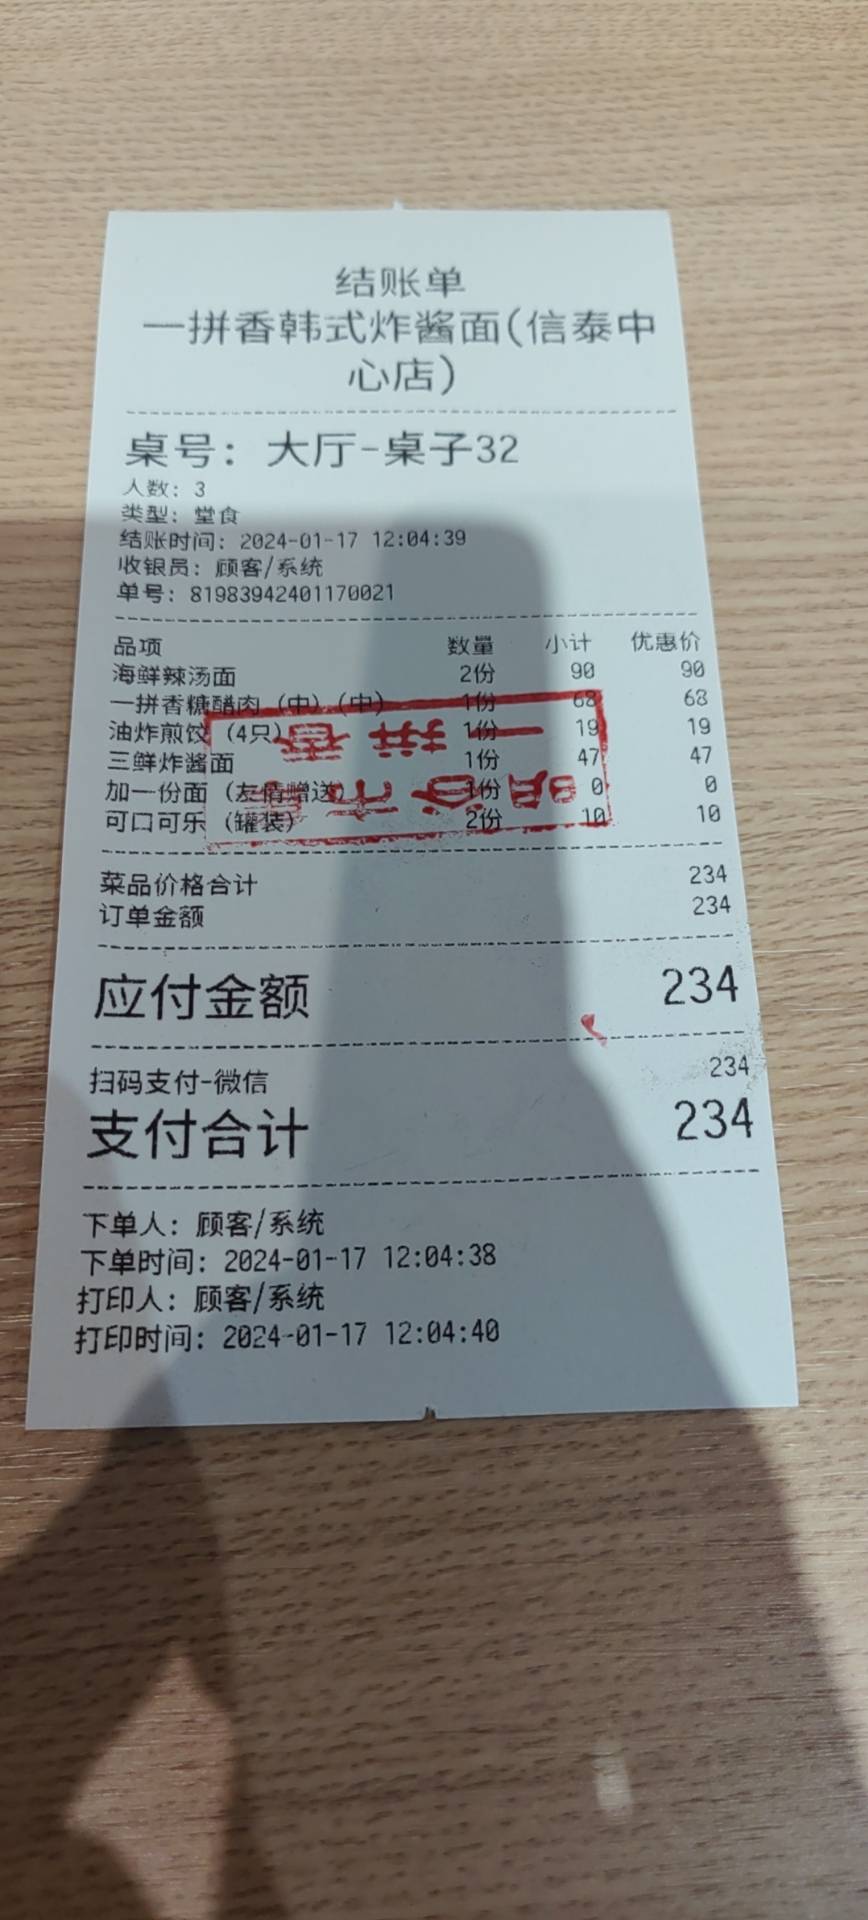 结账单
一拼香韩式炸酱面(信泰中
心店)
桌号: 大厅-桌子32
人数: 3
类型: 堂食
结账时间: 2024-01-17 12:04:39
收银员: 顾客/系统
单号: 81983942401170021
品项 数量 小计 优惠价
海鲜辣汤面 2份 90 90
一拼香糖醋肉 (中) (中) 1份 68 68
油炸煎饺 (4只) 1份 19 19
三鲜炸酱面 1份 47 47
加一份面 (友情赠送) 1份 0 0
可口可乐 (罐装) 2份 10 10
一拼香
菜品价格合计 234
订单金额 234
应付金额 234
扫码支付-微信 234
支付合计 234
下单人: 顾客/系统
下单时间: 2024-01-17 12:04:38
打印人: 顾客/系统
打印时间: 2024-01-17 12:04:40